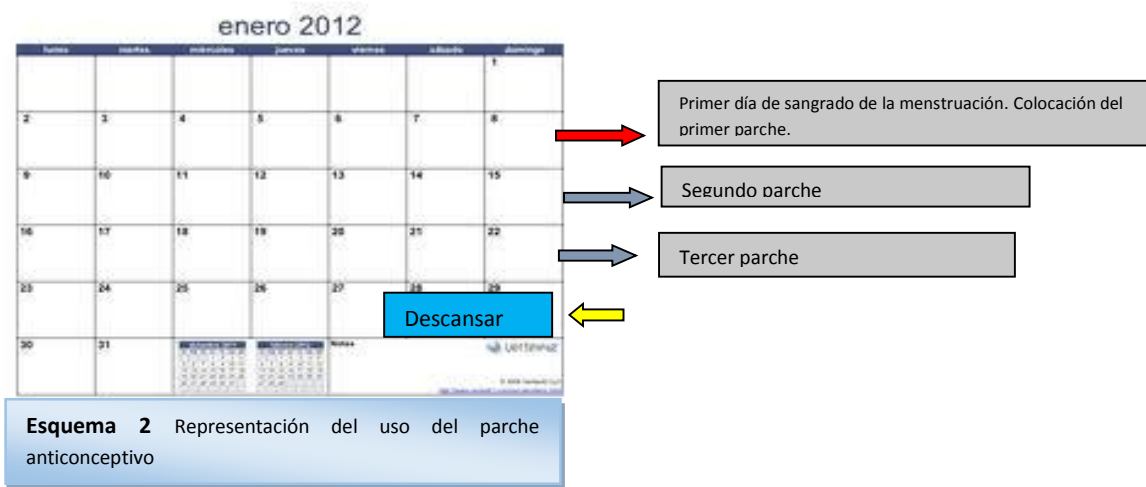 enero 2012
lunes martes miércoles jueves viernes sábado domingo
1
2 3 4 5 6 7 8
9 10 11 12 13 14 15
16 17 18 19 20 21 22
23 24 25 26 27 28 29
30 31 Notes
Primer día de sangrado de la menstruación. Colocación del
primer parche.
Segundo parche
Tercer parche
Descansar
Esquema 2 Representación del uso del parche
anticonceptivo